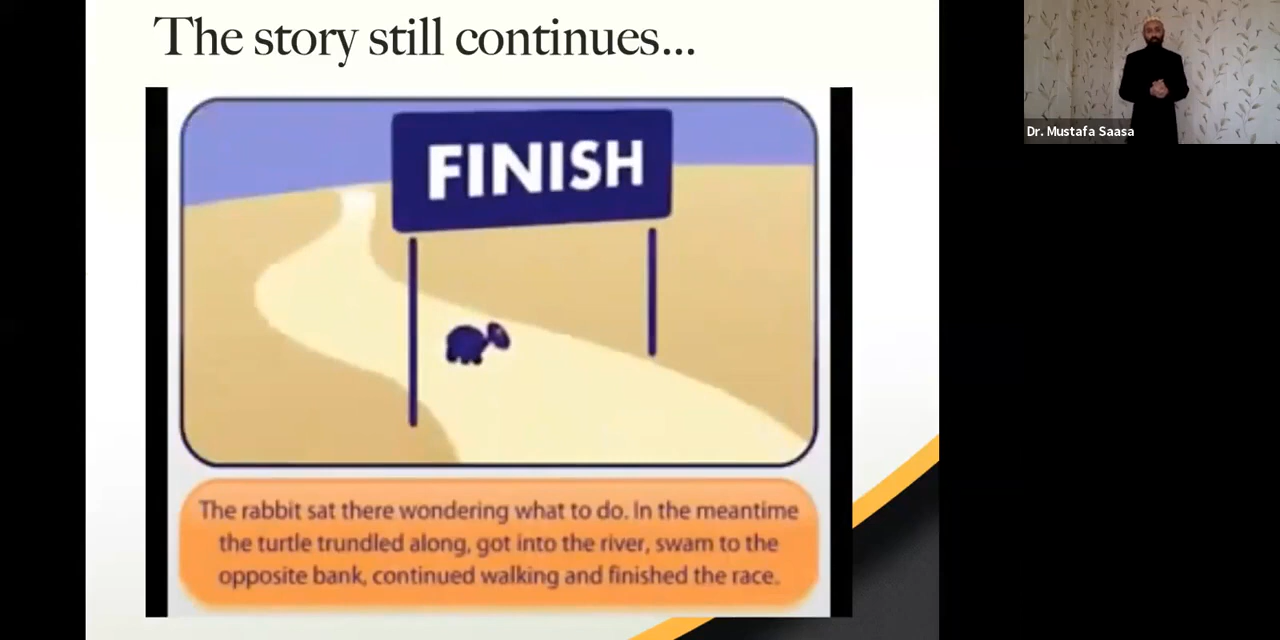 The story still continues...
FINISH
The rabbit sat there wondering what to do. In the meantime
the turtle trundled along, got into the river, swam to the
opposite bank, continued walking and finished the race.
Dr. Mustafa Saasa